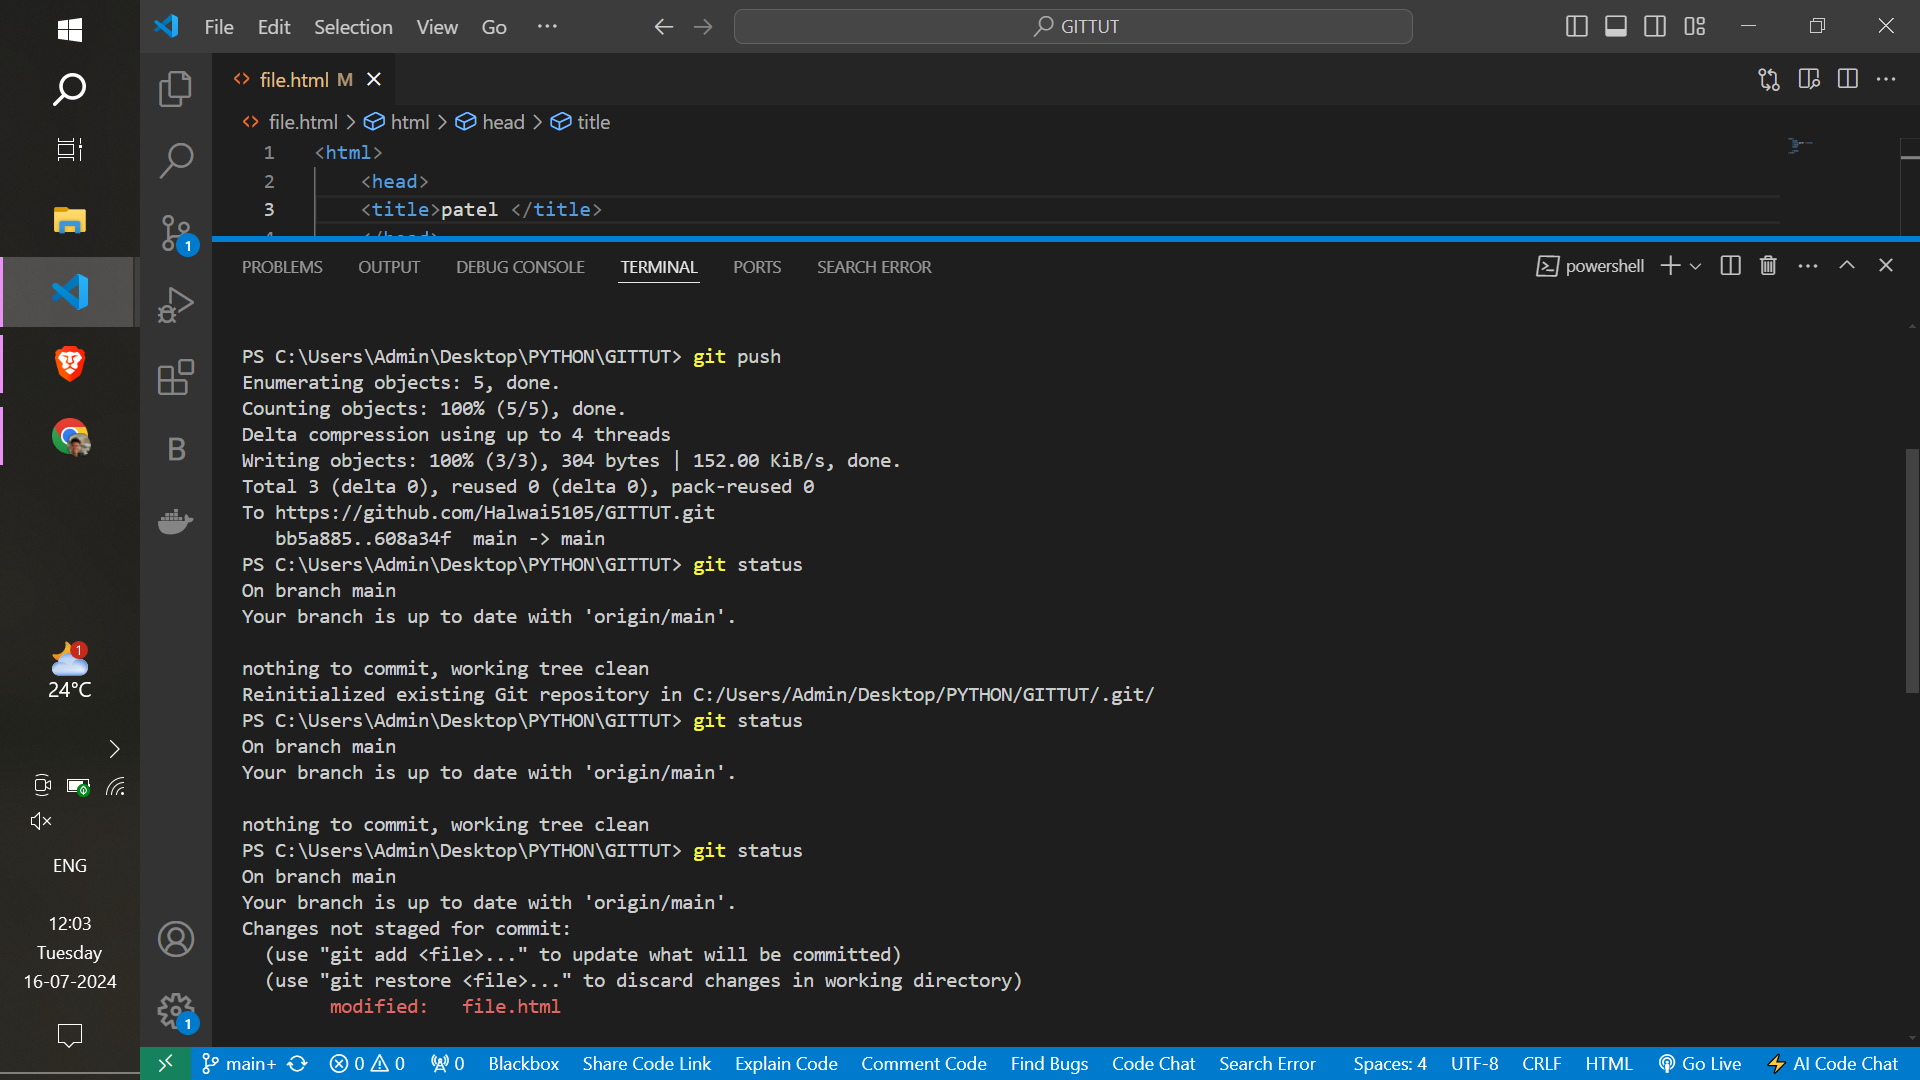 File Edit Selection View Go ···
GITTUT
file.html M
file.html > html > head > title
1 <html>
2 <head>
3 <title>patel </title>
4 </head>
PROBLEMS OUTPUT DEBUG CONSOLE TERMINAL PORTS SEARCH ERROR
powershell
PS C:\Users\Admin\Desktop\PYTHON\GITTUT> git push
Enumerating objects: 5, done.
Counting objects: 100% (5/5), done.
Delta compression using up to 4 threads
Writing objects: 100% (3/3), 304 bytes | 152.00 KiB/s, done.
Total 3 (delta 0), reused 0 (delta 0), pack-reused 0
To https://github.com/Halwai5105/GITTUT.git
bb5a885..608a34f main -> main
PS C:\Users\Admin\Desktop\PYTHON\GITTUT> git status
On branch main
Your branch is up to date with 'origin/main'.
nothing to commit, working tree clean
Reinitialized existing Git repository in C:/Users/Admin/Desktop/PYTHON/GITTUT/.git/
PS C:\Users\Admin\Desktop\PYTHON\GITTUT> git status
On branch main
Your branch is up to date with 'origin/main'.
nothing to commit, working tree clean
PS C:\Users\Admin\Desktop\PYTHON\GITTUT> git status
On branch main
Your branch is up to date with 'origin/main'.
Changes not staged for commit:
(use "git add <file>..." to update what will be committed)
(use "git restore <file>..." to discard changes in working directory)
modified: file.html
1
B
1
main+ 0 0 0 Blackbox Share Code Link Explain Code Comment Code Find Bugs Code Chat Search Error Spaces: 4 UTF-8 CRLF HTML Go Live AI Code Chat
1
24°C
ENG
12:03
Tuesday
16-07-2024